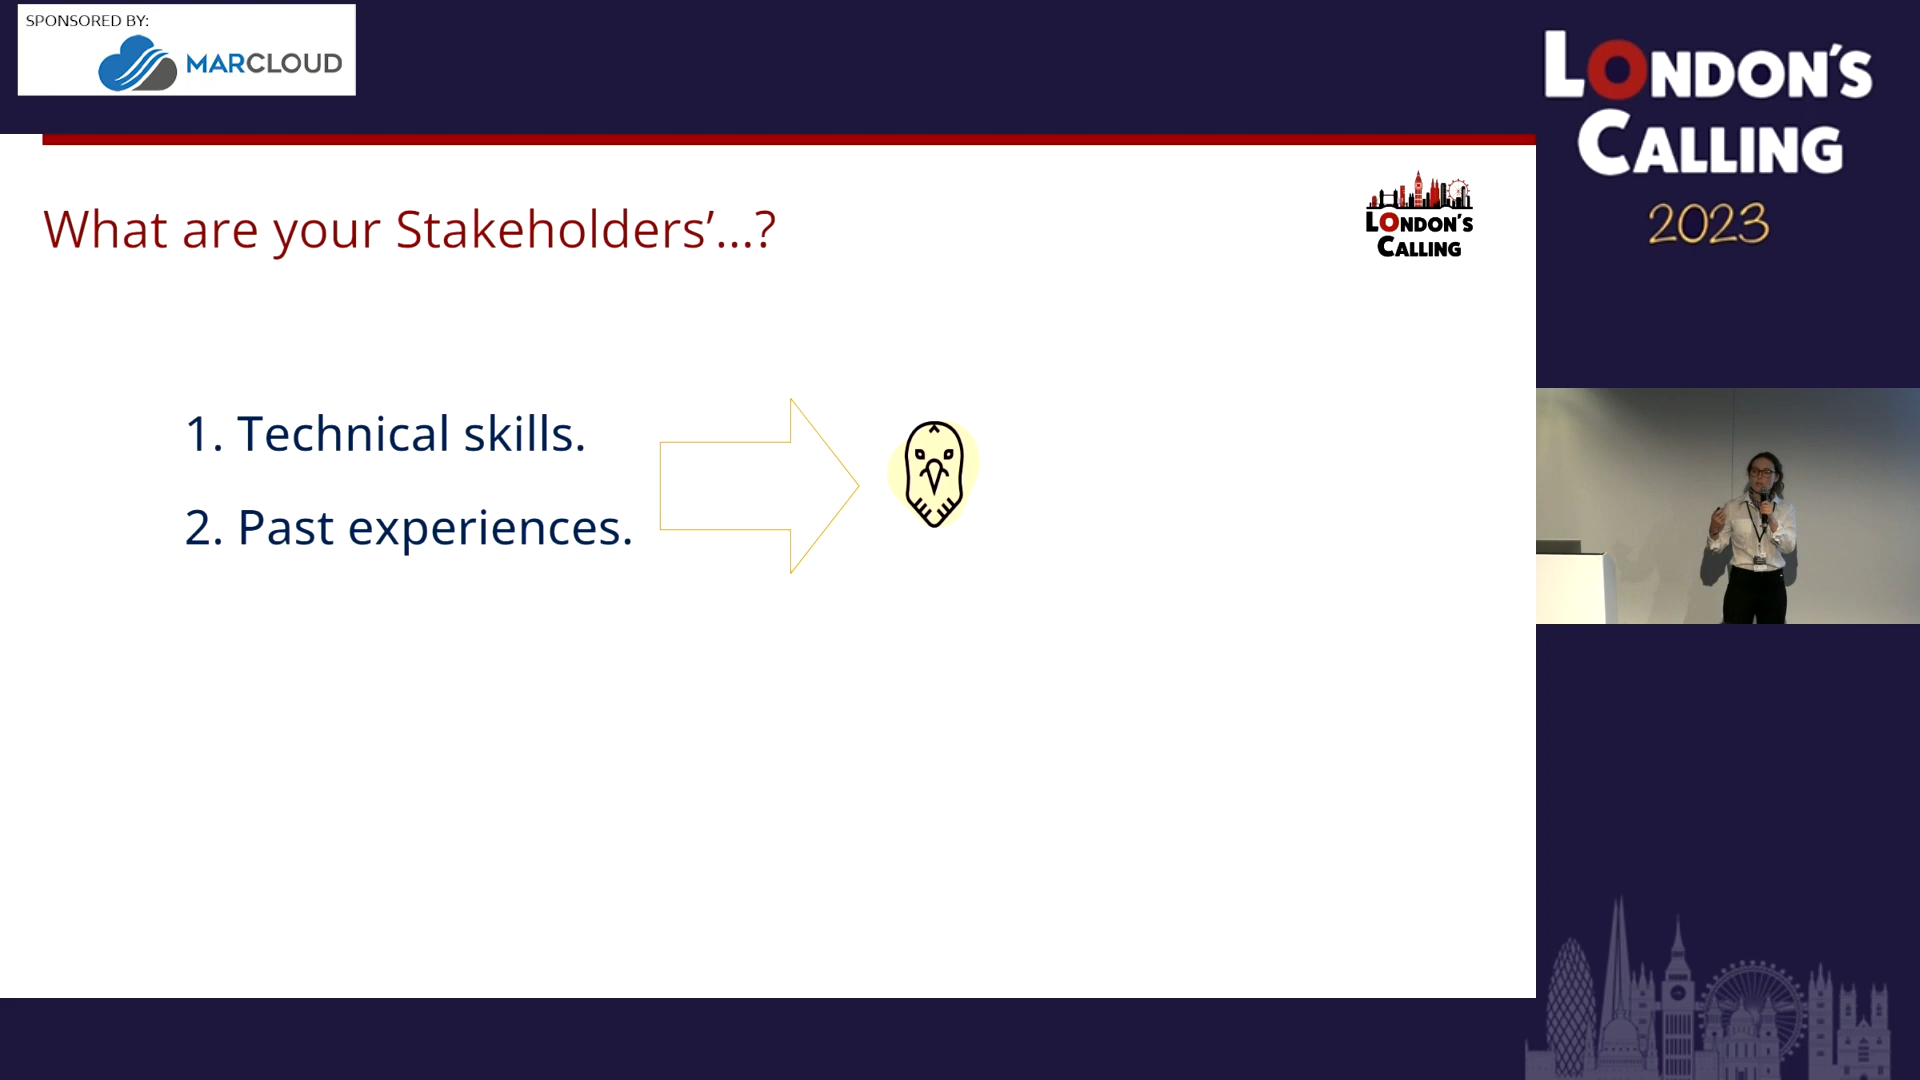 SPONSORED BY:
MARCLOUD
LONDON'S
CALLING
2023
What are your Stakeholders’...?
LONDON'S
CALLING
1. Technical skills.
2. Past experiences.